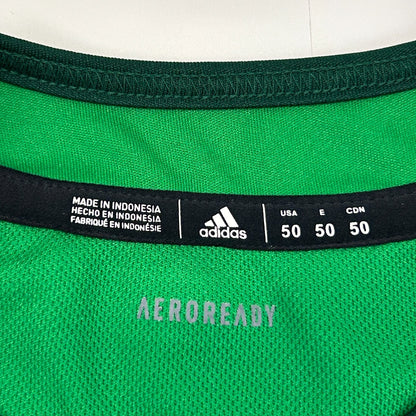 MADE IN INDONESIA
HECHO EN INDONESIA
FABRIQUÉ EN INDONÉSIE
adidas
USA E CDN
50 50 50
AEROREADY